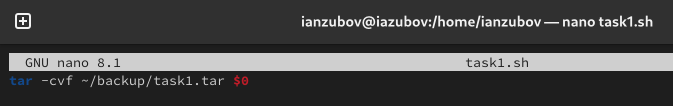 ianzubov@iazubov:/home/ianzubov — nano task1.sh
GNU nano 8.1 task1.sh
tar -cvf ~/backup/task1.tar $0